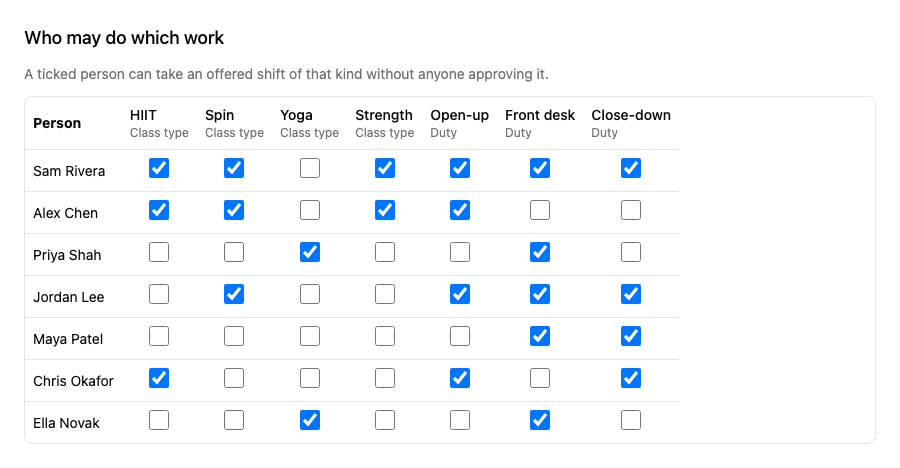 Who may do which work
A ticked person can take an offered shift of that kind without anyone approving it.
Person HIIT Spin Yoga Strength Open-up Front desk Close-down
Class type Class type Class type Class type Duty Duty Duty
Sam Rivera
Alex Chen
Priya Shah
Jordan Lee
Maya Patel
Chris Okafor
Ella Novak